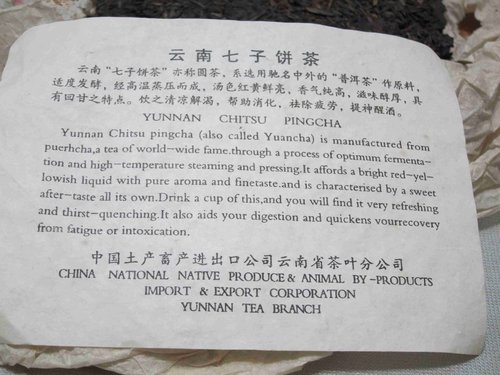 云南七子饼茶
云南“七子饼茶”亦称圆茶，系选用驰名中外的“普洱茶”作原料，
适度发酵，经高温蒸压而成，汤色红黄鲜亮，香气纯高，滋味醇厚，具
有回甘之特点。饮之清凉解渴，帮助消化，祛除疲劳，提神醒酒。
YUNNAN CHITSU PINGCHA
Yunnan Chitsu pingcha (also called Yuancha) is manufactured from
puerhcha,a tea of world-wide fame.through a process of optimum fermenta-
tion and high-temperature steaming and pressing.It affords a bright red-yel-
lowish liquid with pure aroma and finetaste.and is characterised by a sweet
after-taste all its own.Drink a cup of this,and you will find it very refreshing
and thirst-quenching.It also aids your digestion and quickens vourrecovery
from fatigue or intoxication.
中国土产畜产进出口公司云南省茶叶分公司
CHINA NATIONAL NATIVE PRODUCE & ANIMAL BY-PRODUCTS
IMPORT & EXPORT CORPORATION
YUNNAN TEA BRANCH